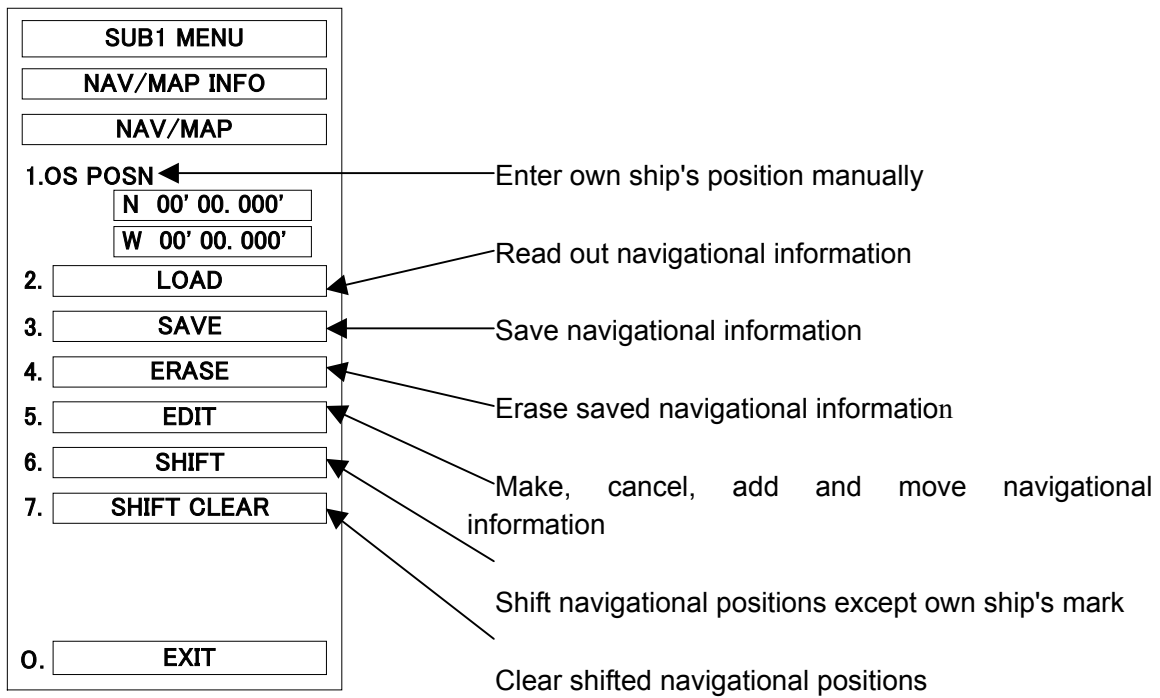 SUB1 MENU
NAV/MAP INFO
NAV/MAP
1.OS POSN
N 00' 00. 000'
W 00' 00. 000'
2. LOAD
3. SAVE
4. ERASE
5. EDIT
6. SHIFT
7. SHIFT CLEAR
0. EXIT
Enter own ship's position manually
Read out navigational information
Save navigational information
Erase saved navigational information
Make, cancel, add and move navigational
information
Shift navigational positions except own ship's mark
Clear shifted navigational positions